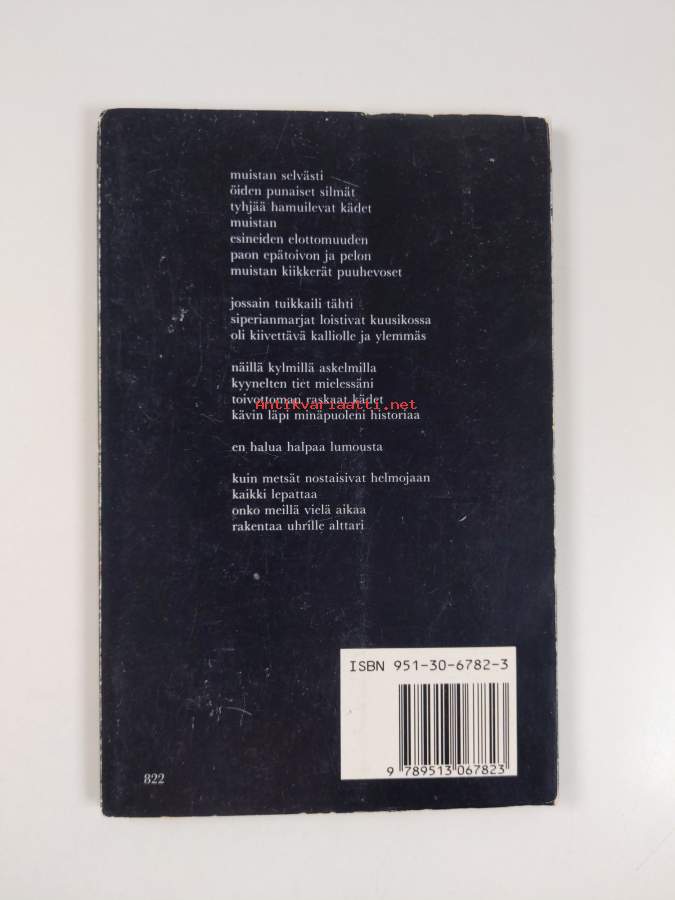 muistan selvästi
öiden punaiset silmät
tyhjää hamuilevat kädet
muistan
esineiden elottomuuden
paon epätoivon ja pelon
muistan kiikkerät puuhevoset
jossain tuikkaili tähti
siperianmarjat loistivat kuusikossa
oli kiivettävä kalliolle ja ylemmäs
näillä kylmillä askelmilla
kyynelten tiet mielessäni
toivottoman raskaat kädet
Antikvariaatti.net
kävin läpi minäpuoleni historiaa
en halua halpaa lumousta
kuin metsät nostaisivat helmojaan
kaikki lepattaa
onko meillä vielä aikaa
rakentaa uhrille alttari
ISBN 951-30-6782-3
9 789513 067823
822